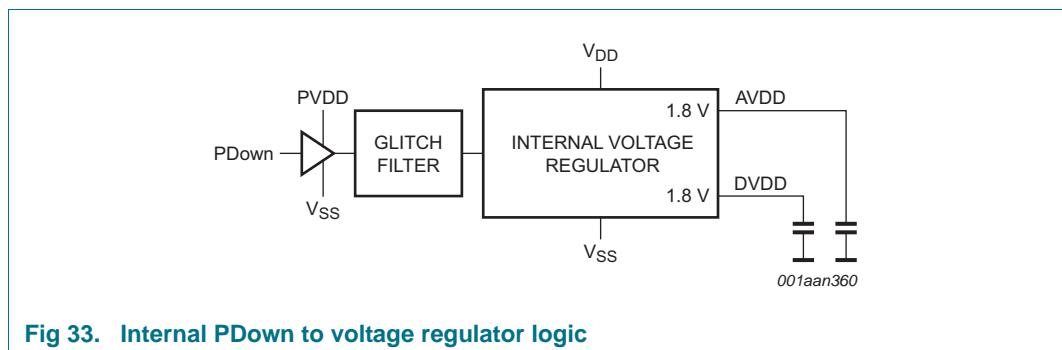 VDD
PVDD
1.8 V
AVDD
PDown
GLITCH
FILTER
INTERNAL VOLTAGE
REGULATOR
DVDD
1.8 V
VSS
VSS
001aan360
Fig 33. Internal PDown to voltage regulator logic